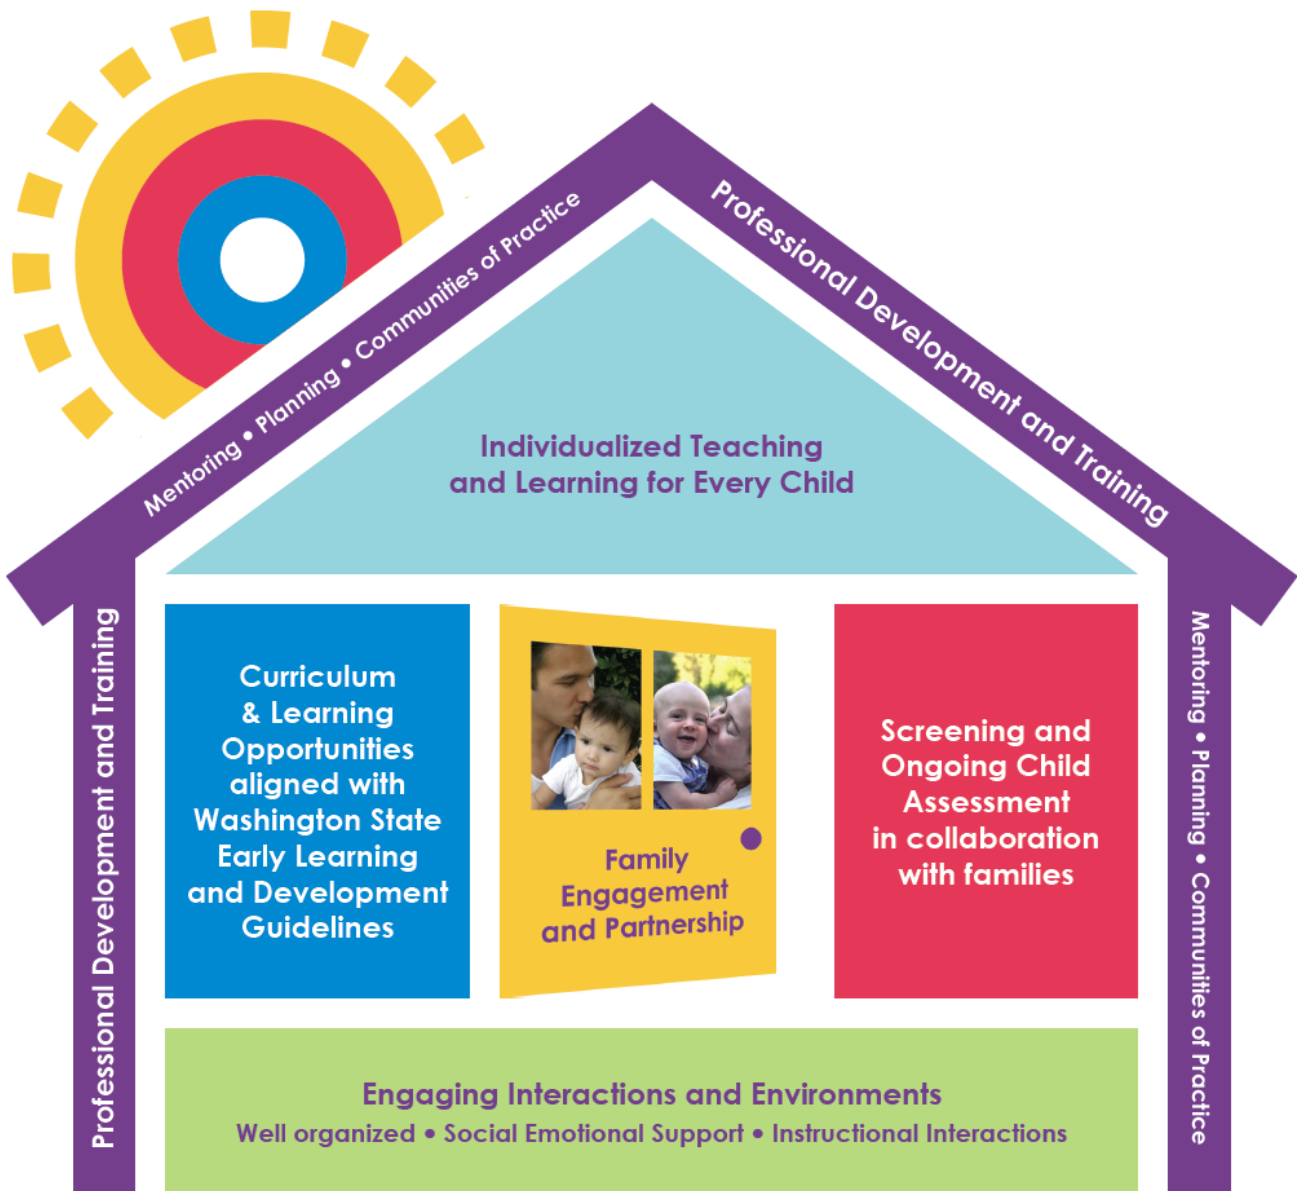 Mentoring • Planning • Communities of Practice
Professional Development and Training
Individualized Teaching
and Learning for Every Child
Professional Development and Training
Curriculum
& Learning
Opportunities
aligned with
Washington State
Early Learning
and Development
Guidelines
Family
Engagement
and Partnership
Screening and
Ongoing Child
Assessment
in collaboration
with families
Mentoring • Planning • Communities of Practice
Engaging Interactions and Environments
Well organized • Social Emotional Support • Instructional Interactions